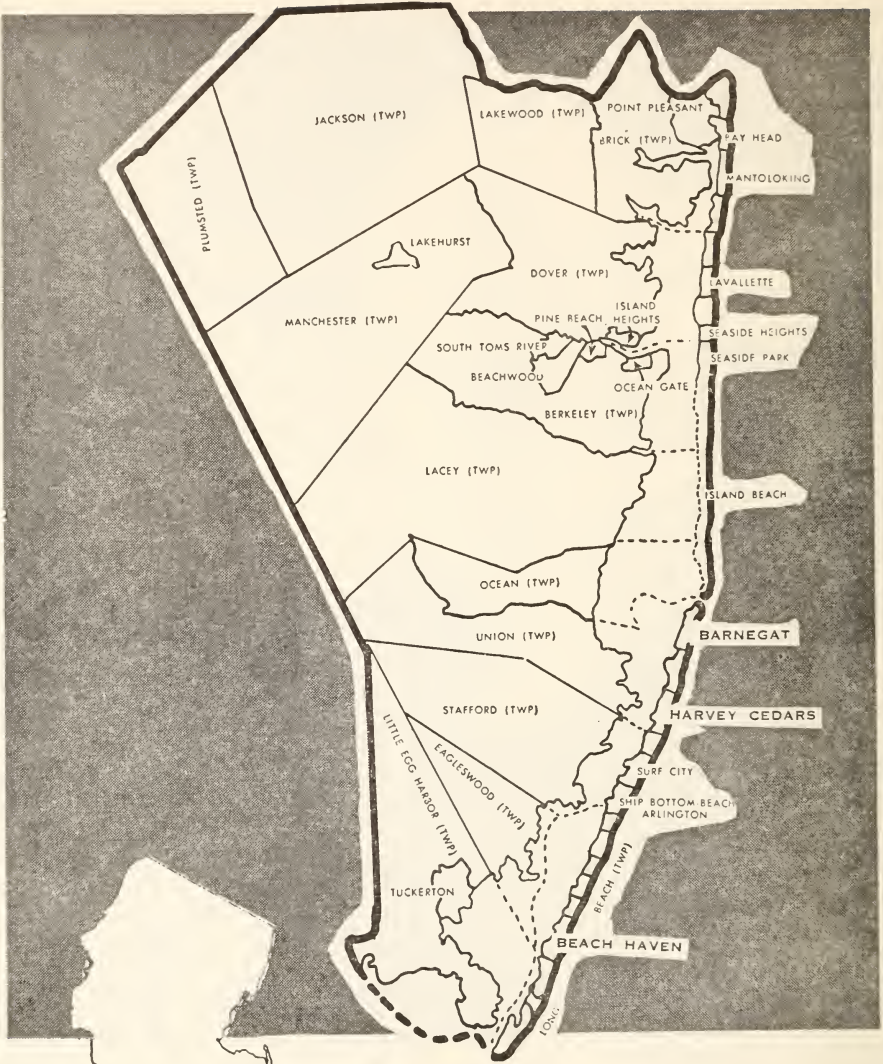 JACKSON (TWP)
LAKEWOOD (TWP)
POINT PLEASANT
BRICK (TWP)
BAY HEAD
MANTOLOKING
PLUMSTED (TWP)
LAKEHURST
DOVER (TWP)
LAVALLETTE
MANCHESTER (TWP)
PINE BEACH
ISLAND
HEIGHTS
SEASIDE HEIGHTS
SOUTH TOMS RIVER
SEASIDE PARK
BEACHWOOD
OCEAN GATE
BERKELEY (TWP)
LACEY (TWP)
ISLAND BEACH
OCEAN (TWP)
UNION (TWP)
BARNEGAT
STAFFORD (TWP)
HARVEY CEDARS
LITTLE EGG HARBOR (TWP)
EAGLESWOOD (TWP)
SURF CITY
SHIP BOTTOM-BEACH
ARLINGTON
TUCKERTON
BEACH HAVEN
LONG BEACH (TWP)